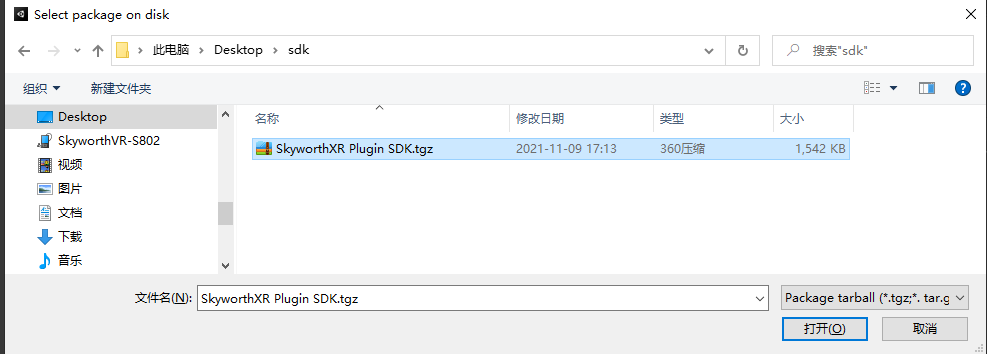 Select package on disk
此电脑 Desktop sdk
搜索"sdk"
组织 新建文件夹
名称 修改日期 类型 大小
Desktop
SkyworthVR-S802
视频
图片
文档
下载
音乐
SkyworthXR Plugin SDK.tgz 2021-11-09 17:13 360压缩 1,542 KB
文件名(N): SkyworthXR Plugin SDK.tgz
Package tarball (*.tgz;*. tar.g
打开(O) 取消